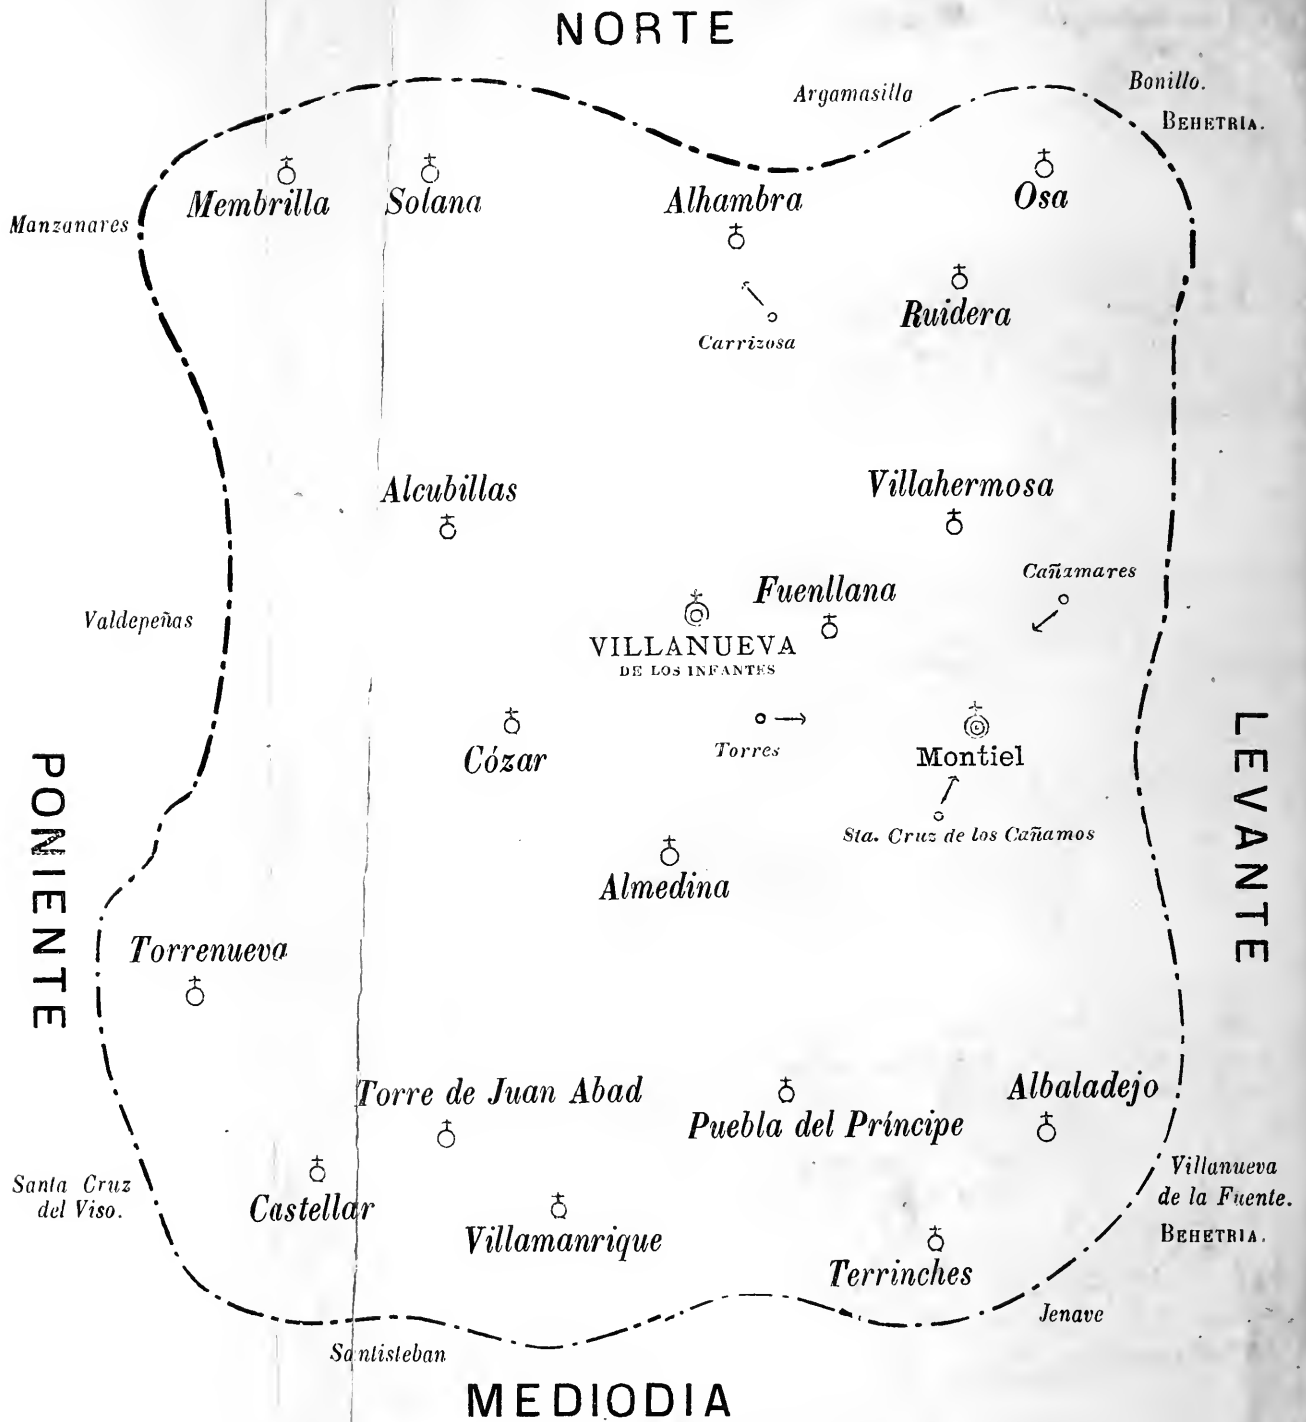 NORTE
Argamasilla
Bonillo.
BEHETRÍA.
Membrilla
Solana
Alhambra
Osa
Manzanares
Ruidera
Carrizosa
Alcubillas
Villahermosa
Cañamares
Fuenllana
Valdepeñas
VILLANUEVA
DE LOS INFANTES
Cózar
Torres
Montiel
PONIENTE
LEVANTE
Sta. Cruz de los Cañamos
Almedina
Torrenueva
Torre de Juan Abad
Puebla del Príncipe
Albaladejo
Santa Cruz
del Viso.
Castellar
Villamanrique
Villanueva
de la Fuente.
BEHETRIA.
Terrinches
Jenave
Santisteban
MEDIODIA